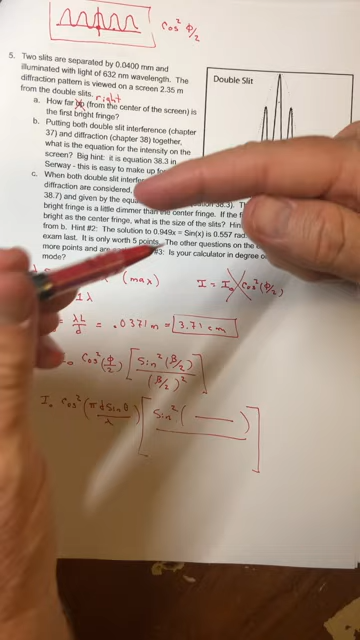 cos² Φ/2
5. Two slits are separated by 0.0400 mm and
illuminated with light of 632 nm wavelength. The
diffraction pattern is viewed on a screen 2.35 m
from the double slits.
right
a. How far up (from the center of the screen) is
the first bright fringe?
b. Putting both double slit interference (chapter
37) and diffraction (chapter 38) together,
what is the equation for the intensity on the
screen? Big hint: it is equation 38.3 in
Serway - this is easy to make up for
c. When both double slit
diffraction are considered,
38.7) and given by the 38.3).
bright fringe is a little dimmer than the center fringe. If the
bright as the center fringe, what is the size of the slits?
from b. Hint #2: The solution to 0.949x = Sin(x) is 0.557 rad.
exam last. It is only worth 5 points. The other questions on the
more points and are #3: Is your calculator in degree
mode?
Double Slit
(max)
I = I₀ cos²(Φ/2)
λ
= λL/d = .0371 m = 3.71 cm
cos²(Φ/2) [Sin²(β/2)/(β/2)²]
I₀ cos²(πdSinθ/λ) [Sin²( )]